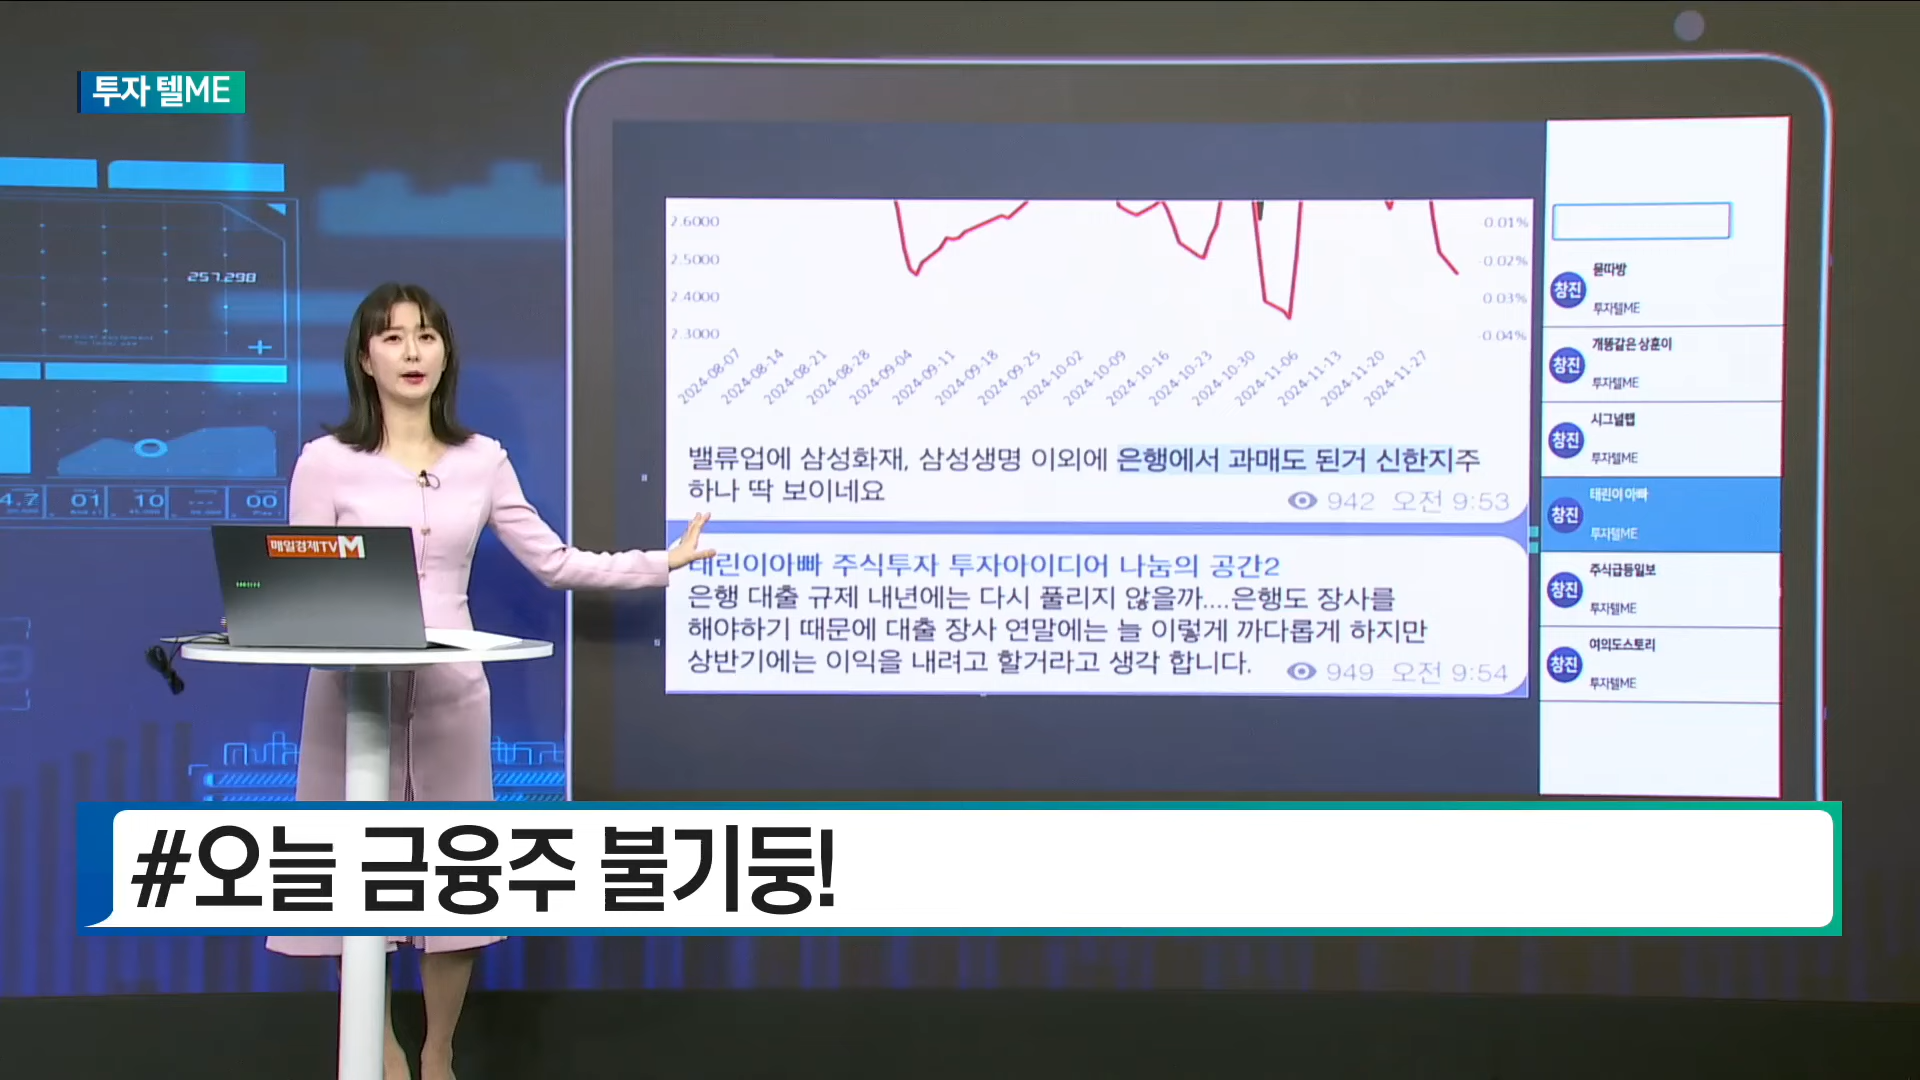 투자 텔ME
257.298
4.7
01
10
00
매일경제TV M
2.6000
2.5000
2.4000
2.3000
0.01%
-0.02%
0.03%
-0.04%
2024-08-07
2024-08-14
2024-08-21
2024-08-28
2024-09-04
2024-09-11
2024-09-18
2024-09-25
2024-10-02
2024-10-09
2024-10-16
2024-10-23
2024-10-30
2024-11-06
2024-11-13
2024-11-20
2024-11-27
밸류업에 삼성화재, 삼성생명 이외에 은행에서 과매도 된거 신한지주
하나 딱 보이네요
942 오전 9:53
태린이아빠 주식투자 투자아이디어 나눔의 공간2
은행 대출 규제 내년에는 다시 풀리지 않을까....은행도 장사를
해야하기 때문에 대출 장사 연말에는 늘 이렇게 까다롭게 하지만
상반기에는 이익을 내려고 할거라고 생각 합니다.
949 오전 9:54
창진
묻따방
투자텔ME
창진
개똥같은 상훈이
투자텔ME
창진
시그널랩
투자텔ME
창진
태린이 아빠
투자텔ME
창진
주식급등일보
투자텔ME
창진
여의도스토리
투자텔ME
#오늘 금융주 불기둥!